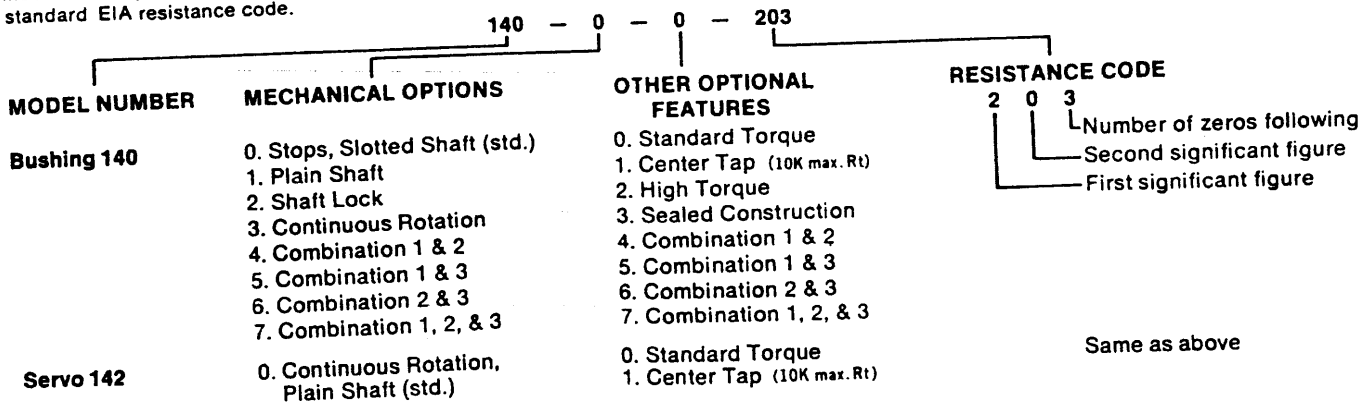 standard EIA resistance code.
140 — 0 — 0 — 203
MODEL NUMBER
MECHANICAL OPTIONS
OTHER OPTIONAL
FEATURES
RESISTANCE CODE
2 0 3
Number of zeros following
Second significant figure
First significant figure
Bushing 140
0. Stops, Slotted Shaft (std.)
1. Plain Shaft
2. Shaft Lock
3. Continuous Rotation
4. Combination 1 & 2
5. Combination 1 & 3
6. Combination 2 & 3
7. Combination 1, 2, & 3
0. Standard Torque
1. Center Tap (10K max. Rt)
2. High Torque
3. Sealed Construction
4. Combination 1 & 2
5. Combination 1 & 3
6. Combination 2 & 3
7. Combination 1, 2, & 3
Servo 142
0. Continuous Rotation,
Plain Shaft (std.)
0. Standard Torque
1. Center Tap (10K max. Rt)
Same as above